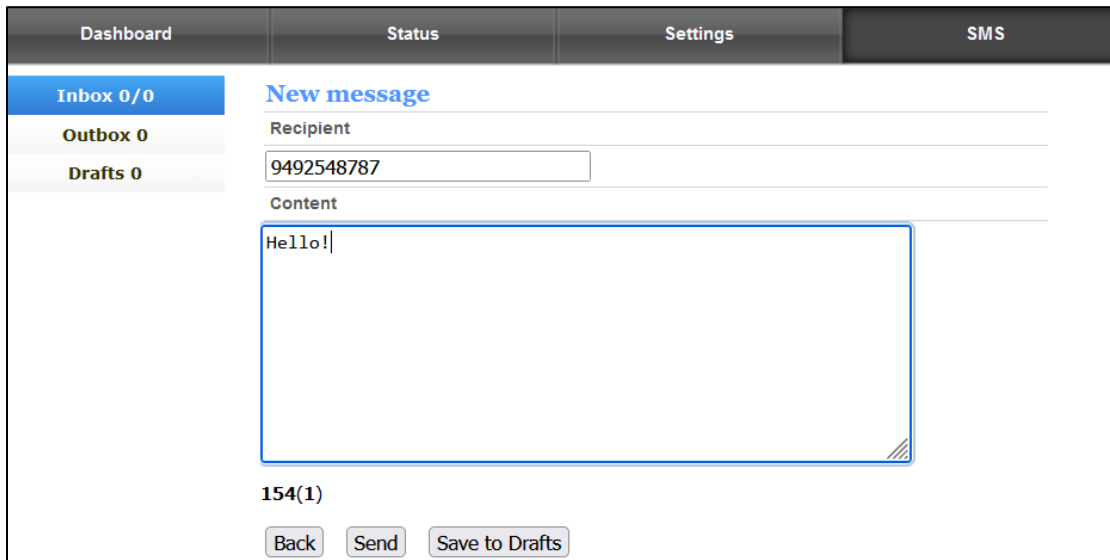 Dashboard Status Settings SMS
Inbox 0/0
Outbox 0
Drafts 0
New message
Recipient
9492548787
Content
Hello!
154(1)
Back Send Save to Drafts